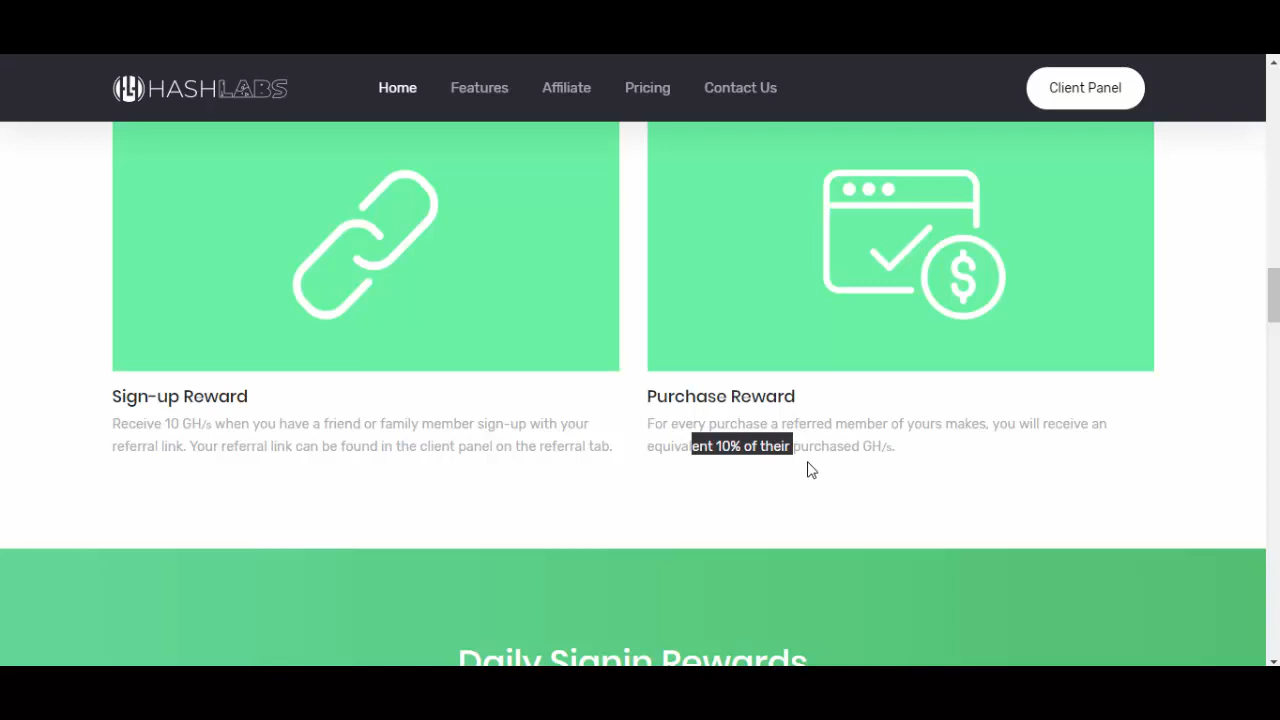 HASHLABS
Home
Features
Affiliate
Pricing
Contact Us
Client Panel
Sign-up Reward
Receive 10 GH/s when you have a friend or family member sign-up with your
referral link. Your referral link can be found in the client panel on the referral tab.
Purchase Reward
For every purchase a referred member of yours makes, you will receive an
equivalent 10% of their purchased GH/s.
Daily Signin Rewards